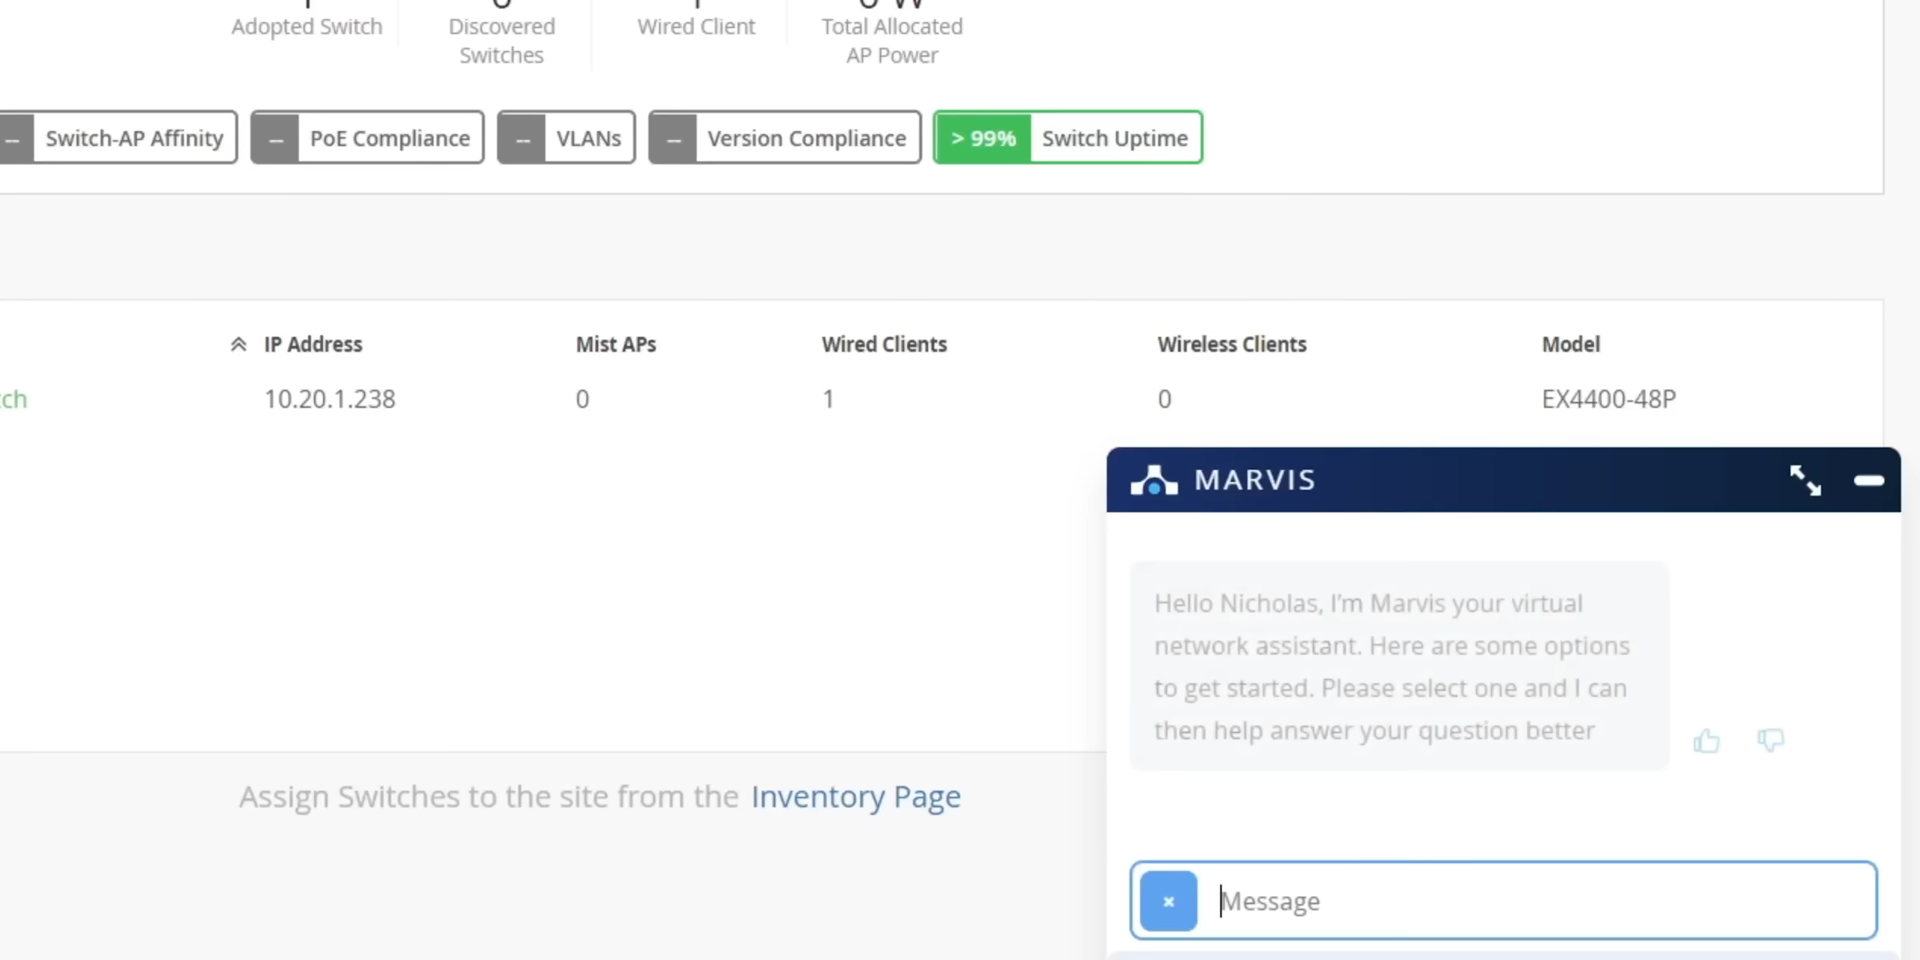 Adopted Switch
Discovered
Switches
Wired Client
Total Allocated
AP Power
-- Switch-AP Affinity
-- PoE Compliance
-- VLANs
-- Version Compliance
> 99% Switch Uptime
IP Address Mist APs Wired Clients Wireless Clients Model
10.20.1.238 0 1 0 EX4400-48P
MARVIS
Hello Nicholas, I'm Marvis your virtual
network assistant. Here are some options
to get started. Please select one and I can
then help answer your question better
Assign Switches to the site from the Inventory Page
Message